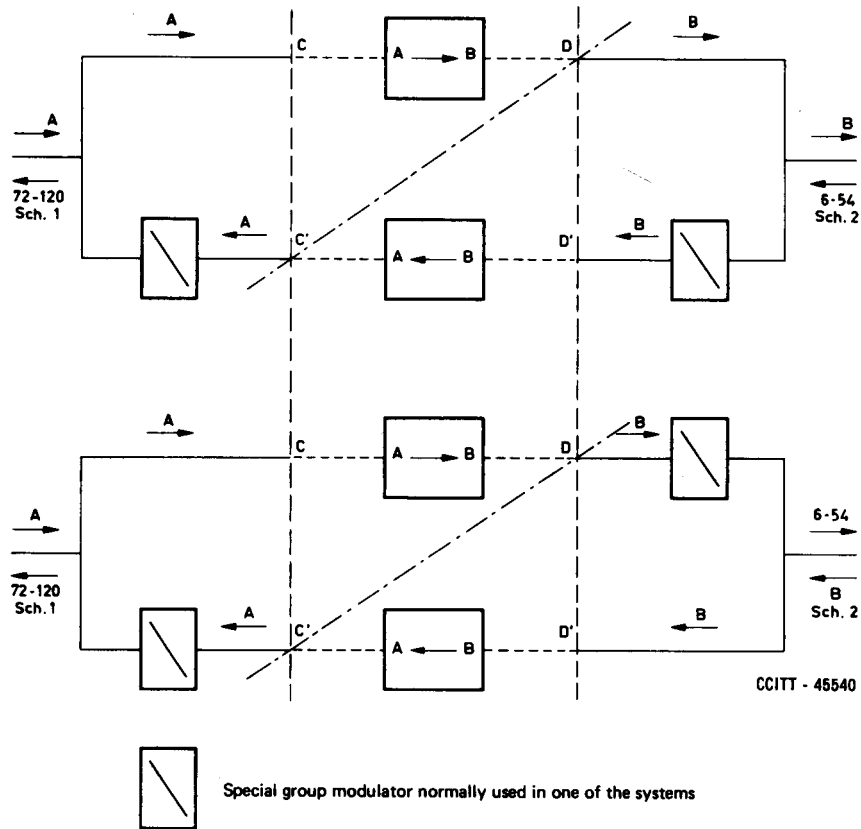 A
C
A B
D
B
A
B
72-120
Sch. 1
A
C'
A B
D'
B
6-54
Sch. 2
A
C
A B
D
B
A
6-54
72-120
Sch. 1
B
Sch. 2
A
C'
A B
D'
B
CCITT - 45540
Special group modulator normally used in one of the systems